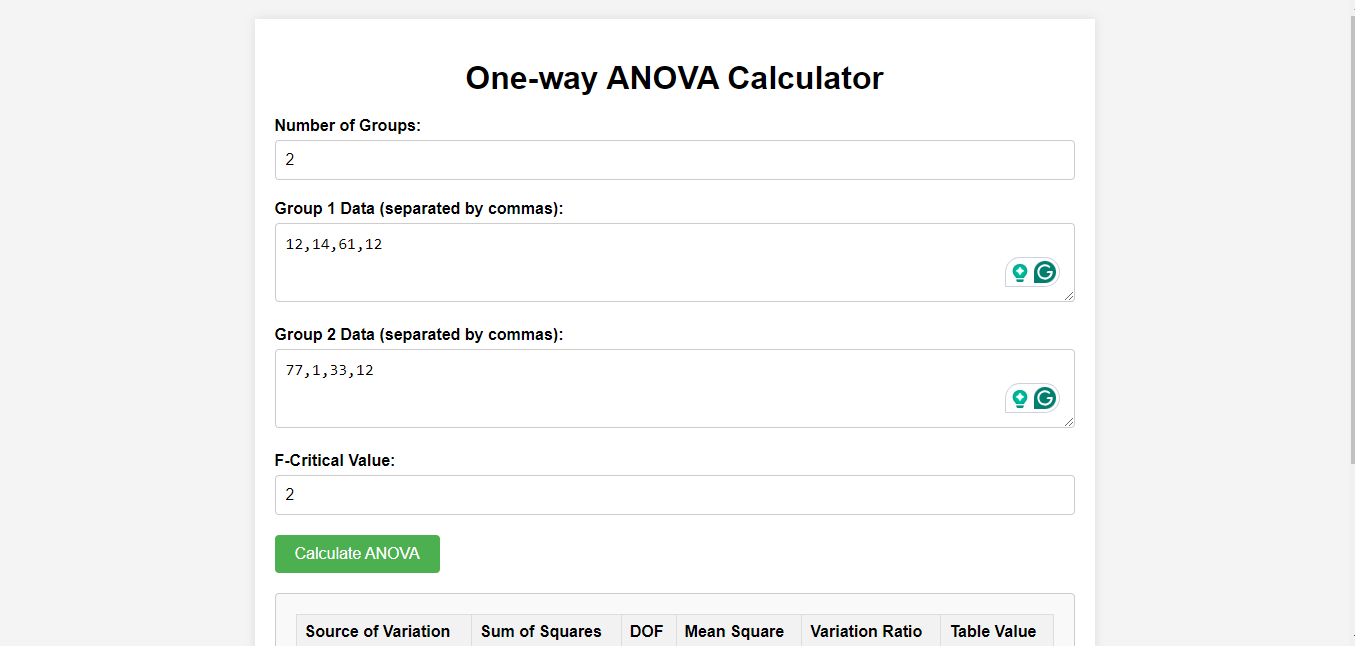 One-way ANOVA Calculator
Number of Groups:
2
Group 1 Data (separated by commas):
12,14,61,12
Group 2 Data (separated by commas):
77,1,33,12
F-Critical Value:
2
Calculate ANOVA
Source of Variation Sum of Squares DOF Mean Square Variation Ratio Table Value